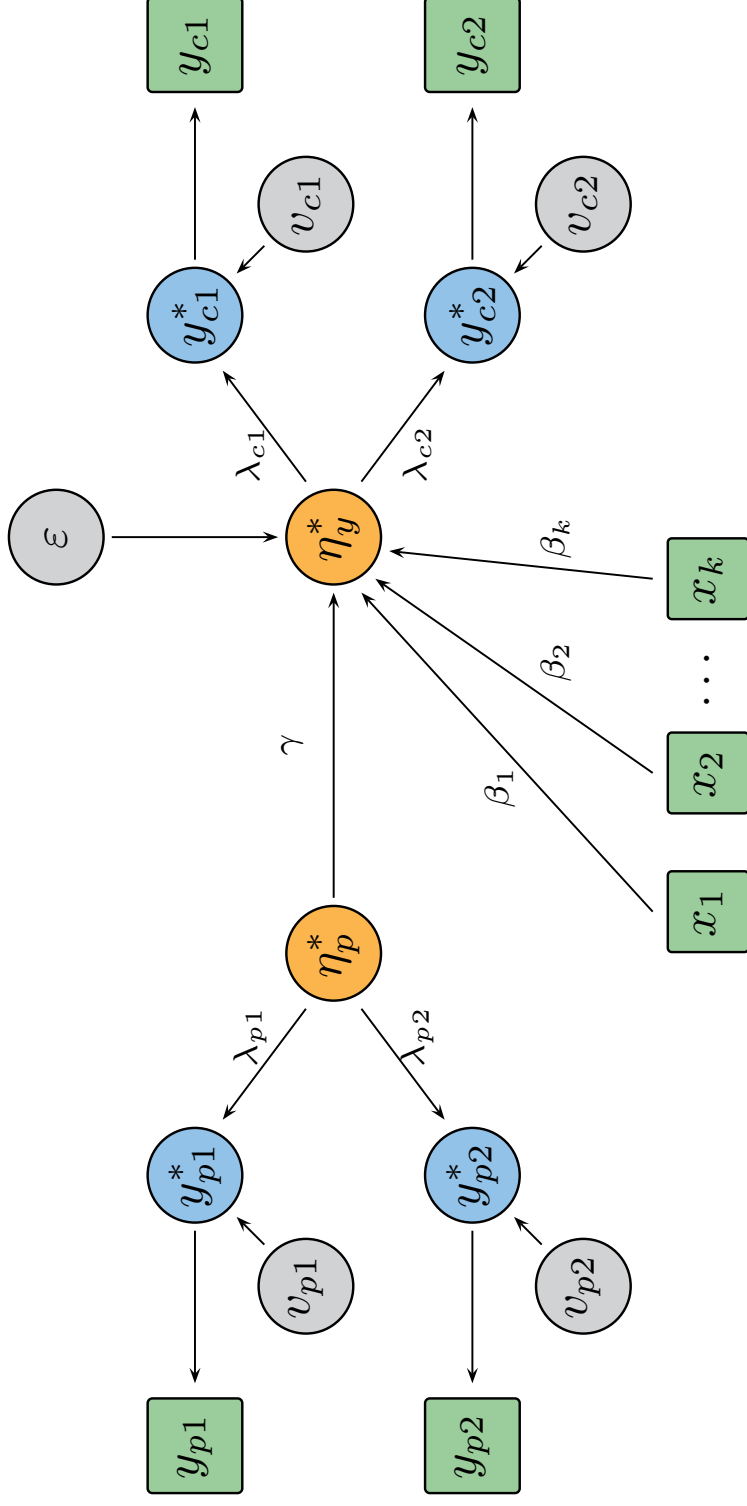 ε
y_{p1} y^*_{p1} y^*_{c1} y_{c1}
λ_{p1} λ_{c1}
γ
υ_{p1} υ_{c1}
η^*_p η^*_y
λ_{p2} λ_{c2}
y_{p2} y^*_{p2} y^*_{c2} y_{c2}
β_1 β_2 β_k
υ_{p2} υ_{c2}
x_1 x_2 ... x_k